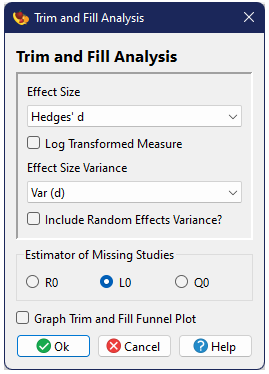 Trim and Fill Analysis
Trim and Fill Analysis
Effect Size
Hedges' d
Log Transformed Measure
Effect Size Variance
Var (d)
Include Random Effects Variance?
Estimator of Missing Studies
R0 L0 Q0
Graph Trim and Fill Funnel Plot
Ok Cancel Help